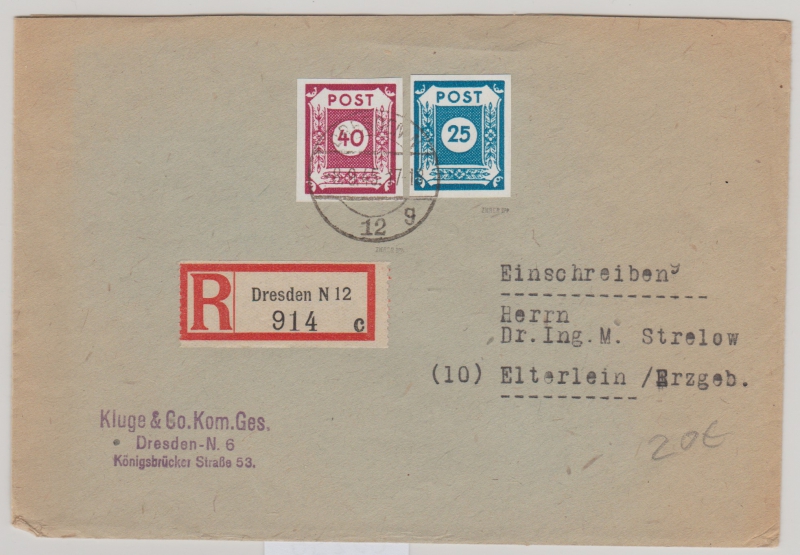 POST
40
POST
25
12 g
R
Dresden N 12
914 c
Einschreiben
Herrn
Dr.Ing.M. Strelow
(10) Elterlein /Erzgeb.
Kluge & Co.Kom.Ges.
Dresden-N. 6
Königsbrücker Straße 53.
20€